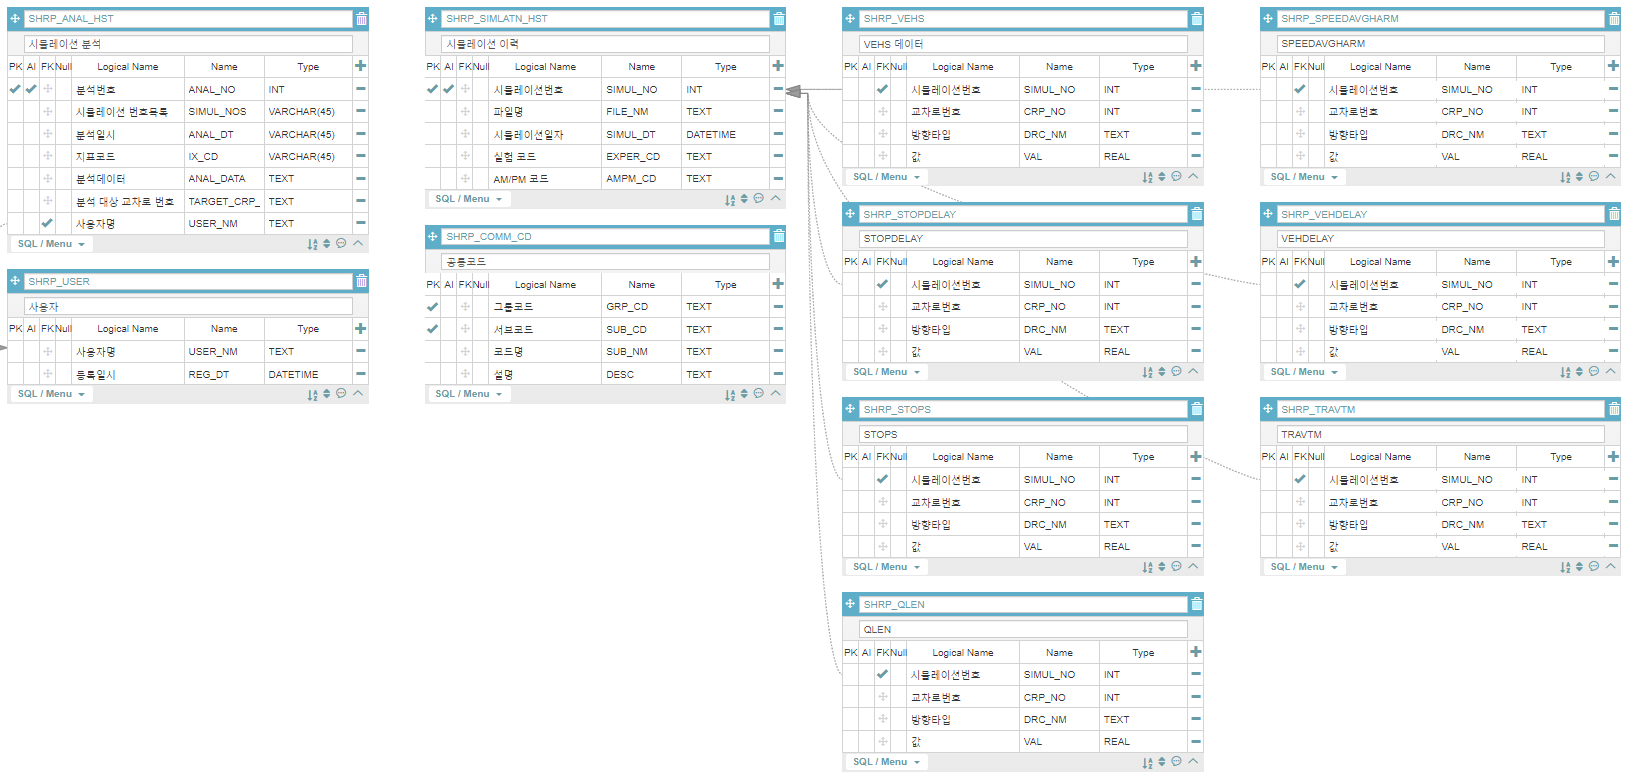 SHRP_ANAL_HST
시뮬레이션 분석
PK AI FK Null Logical Name Name Type
분석번호 ANAL_NO INT
시뮬레이션 번호목록 SIMUL_NOS VARCHAR(45)
분석일시 ANAL_DT VARCHAR(45)
지표코드 IX_CD VARCHAR(45)
분석데이터 ANAL_DATA TEXT
분석 대상 교차로 번호 TARGET_CRP_ TEXT
사용자명 USER_NM TEXT
SQL / Menu
SHRP_USER
사용자
PK AI FK Null Logical Name Name Type
사용자명 USER_NM TEXT
등록일시 REG_DT DATETIME
SQL / Menu
SHRP_SIMLATN_HST
시뮬레이션 이력
PK AI FK Null Logical Name Name Type
시뮬레이션번호 SIMUL_NO INT
파일명 FILE_NM TEXT
시뮬레이션일자 SIMUL_DT DATETIME
실험 코드 EXPER_CD TEXT
AM/PM 코드 AMPM_CD TEXT
SQL / Menu
SHRP_COMM_CD
공통코드
PK AI FK Null Logical Name Name Type
그룹코드 GRP_CD TEXT
서브코드 SUB_CD TEXT
코드명 SUB_NM TEXT
설명 DESC TEXT
SQL / Menu
SHRP_VEHS
VEHS 데이터
PK AI FK Null Logical Name Name Type
시뮬레이션번호 SIMUL_NO INT
교차로번호 CRP_NO INT
방향타입 DRC_NM TEXT
값 VAL REAL
SQL / Menu
SHRP_STOPDELAY
STOPDELAY
PK AI FK Null Logical Name Name Type
시뮬레이션번호 SIMUL_NO INT
교차로번호 CRP_NO INT
방향타입 DRC_NM TEXT
값 VAL REAL
SQL / Menu
SHRP_STOPS
STOPS
PK AI FK Null Logical Name Name Type
시뮬레이션번호 SIMUL_NO INT
교차로번호 CRP_NO INT
방향타입 DRC_NM TEXT
값 VAL REAL
SQL / Menu
SHRP_QLEN
QLEN
PK AI FK Null Logical Name Name Type
시뮬레이션번호 SIMUL_NO INT
교차로번호 CRP_NO INT
방향타입 DRC_NM TEXT
값 VAL REAL
SQL / Menu
SHRP_SPEEDAVGHARM
SPEEDAVGHARM
PK AI FK Null Logical Name Name Type
시뮬레이션번호 SIMUL_NO INT
교차로번호 CRP_NO INT
방향타입 DRC_NM TEXT
값 VAL REAL
SQL / Menu
SHRP_VEHDELAY
VEHDELAY
PK AI FK Null Logical Name Name Type
시뮬레이션번호 SIMUL_NO INT
교차로번호 CRP_NO INT
방향타입 DRC_NM TEXT
값 VAL REAL
SQL / Menu
SHRP_TRAVTM
TRAVTM
PK AI FK Null Logical Name Name Type
시뮬레이션번호 SIMUL_NO INT
교차로번호 CRP_NO INT
방향타입 DRC_NM TEXT
값 VAL REAL
SQL / Menu